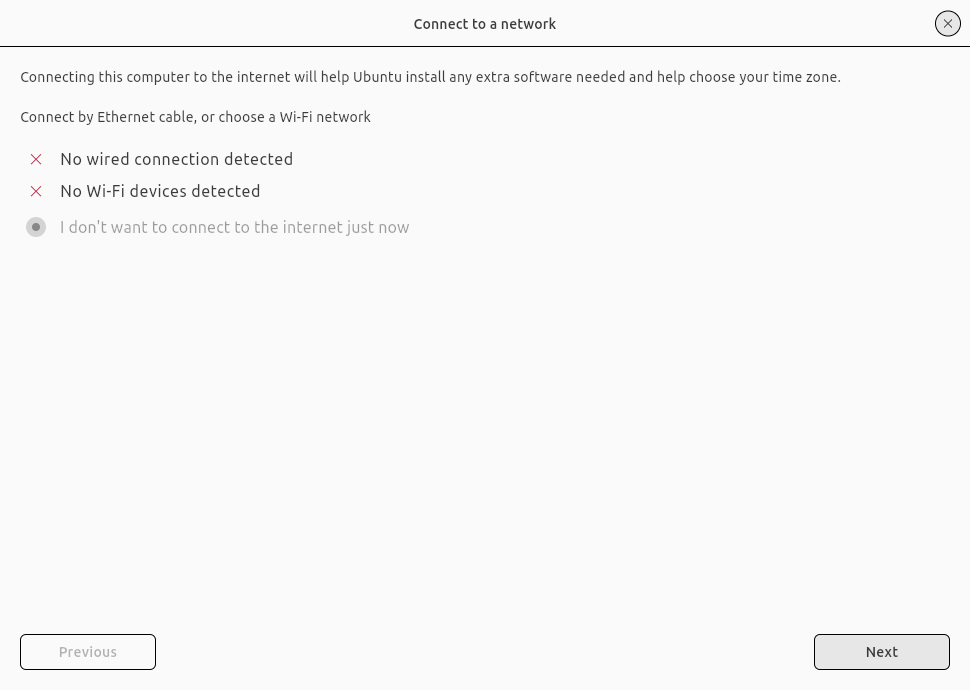 Connect to a network
Connecting this computer to the internet will help Ubuntu install any extra software needed and help choose your time zone.
Connect by Ethernet cable, or choose a Wi-Fi network
No wired connection detected
No Wi-Fi devices detected
I don't want to connect to the internet just now
Previous
Next